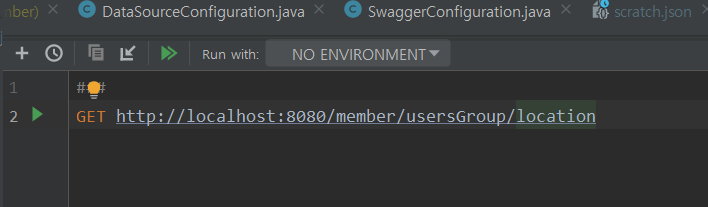 nber)
DataSourceConfiguration.java
SwaggerConfiguration.java
scratch.json
Run with: NO ENVIRONMENT
1 ###
2 GET http://localhost:8080/member/usersGroup/location